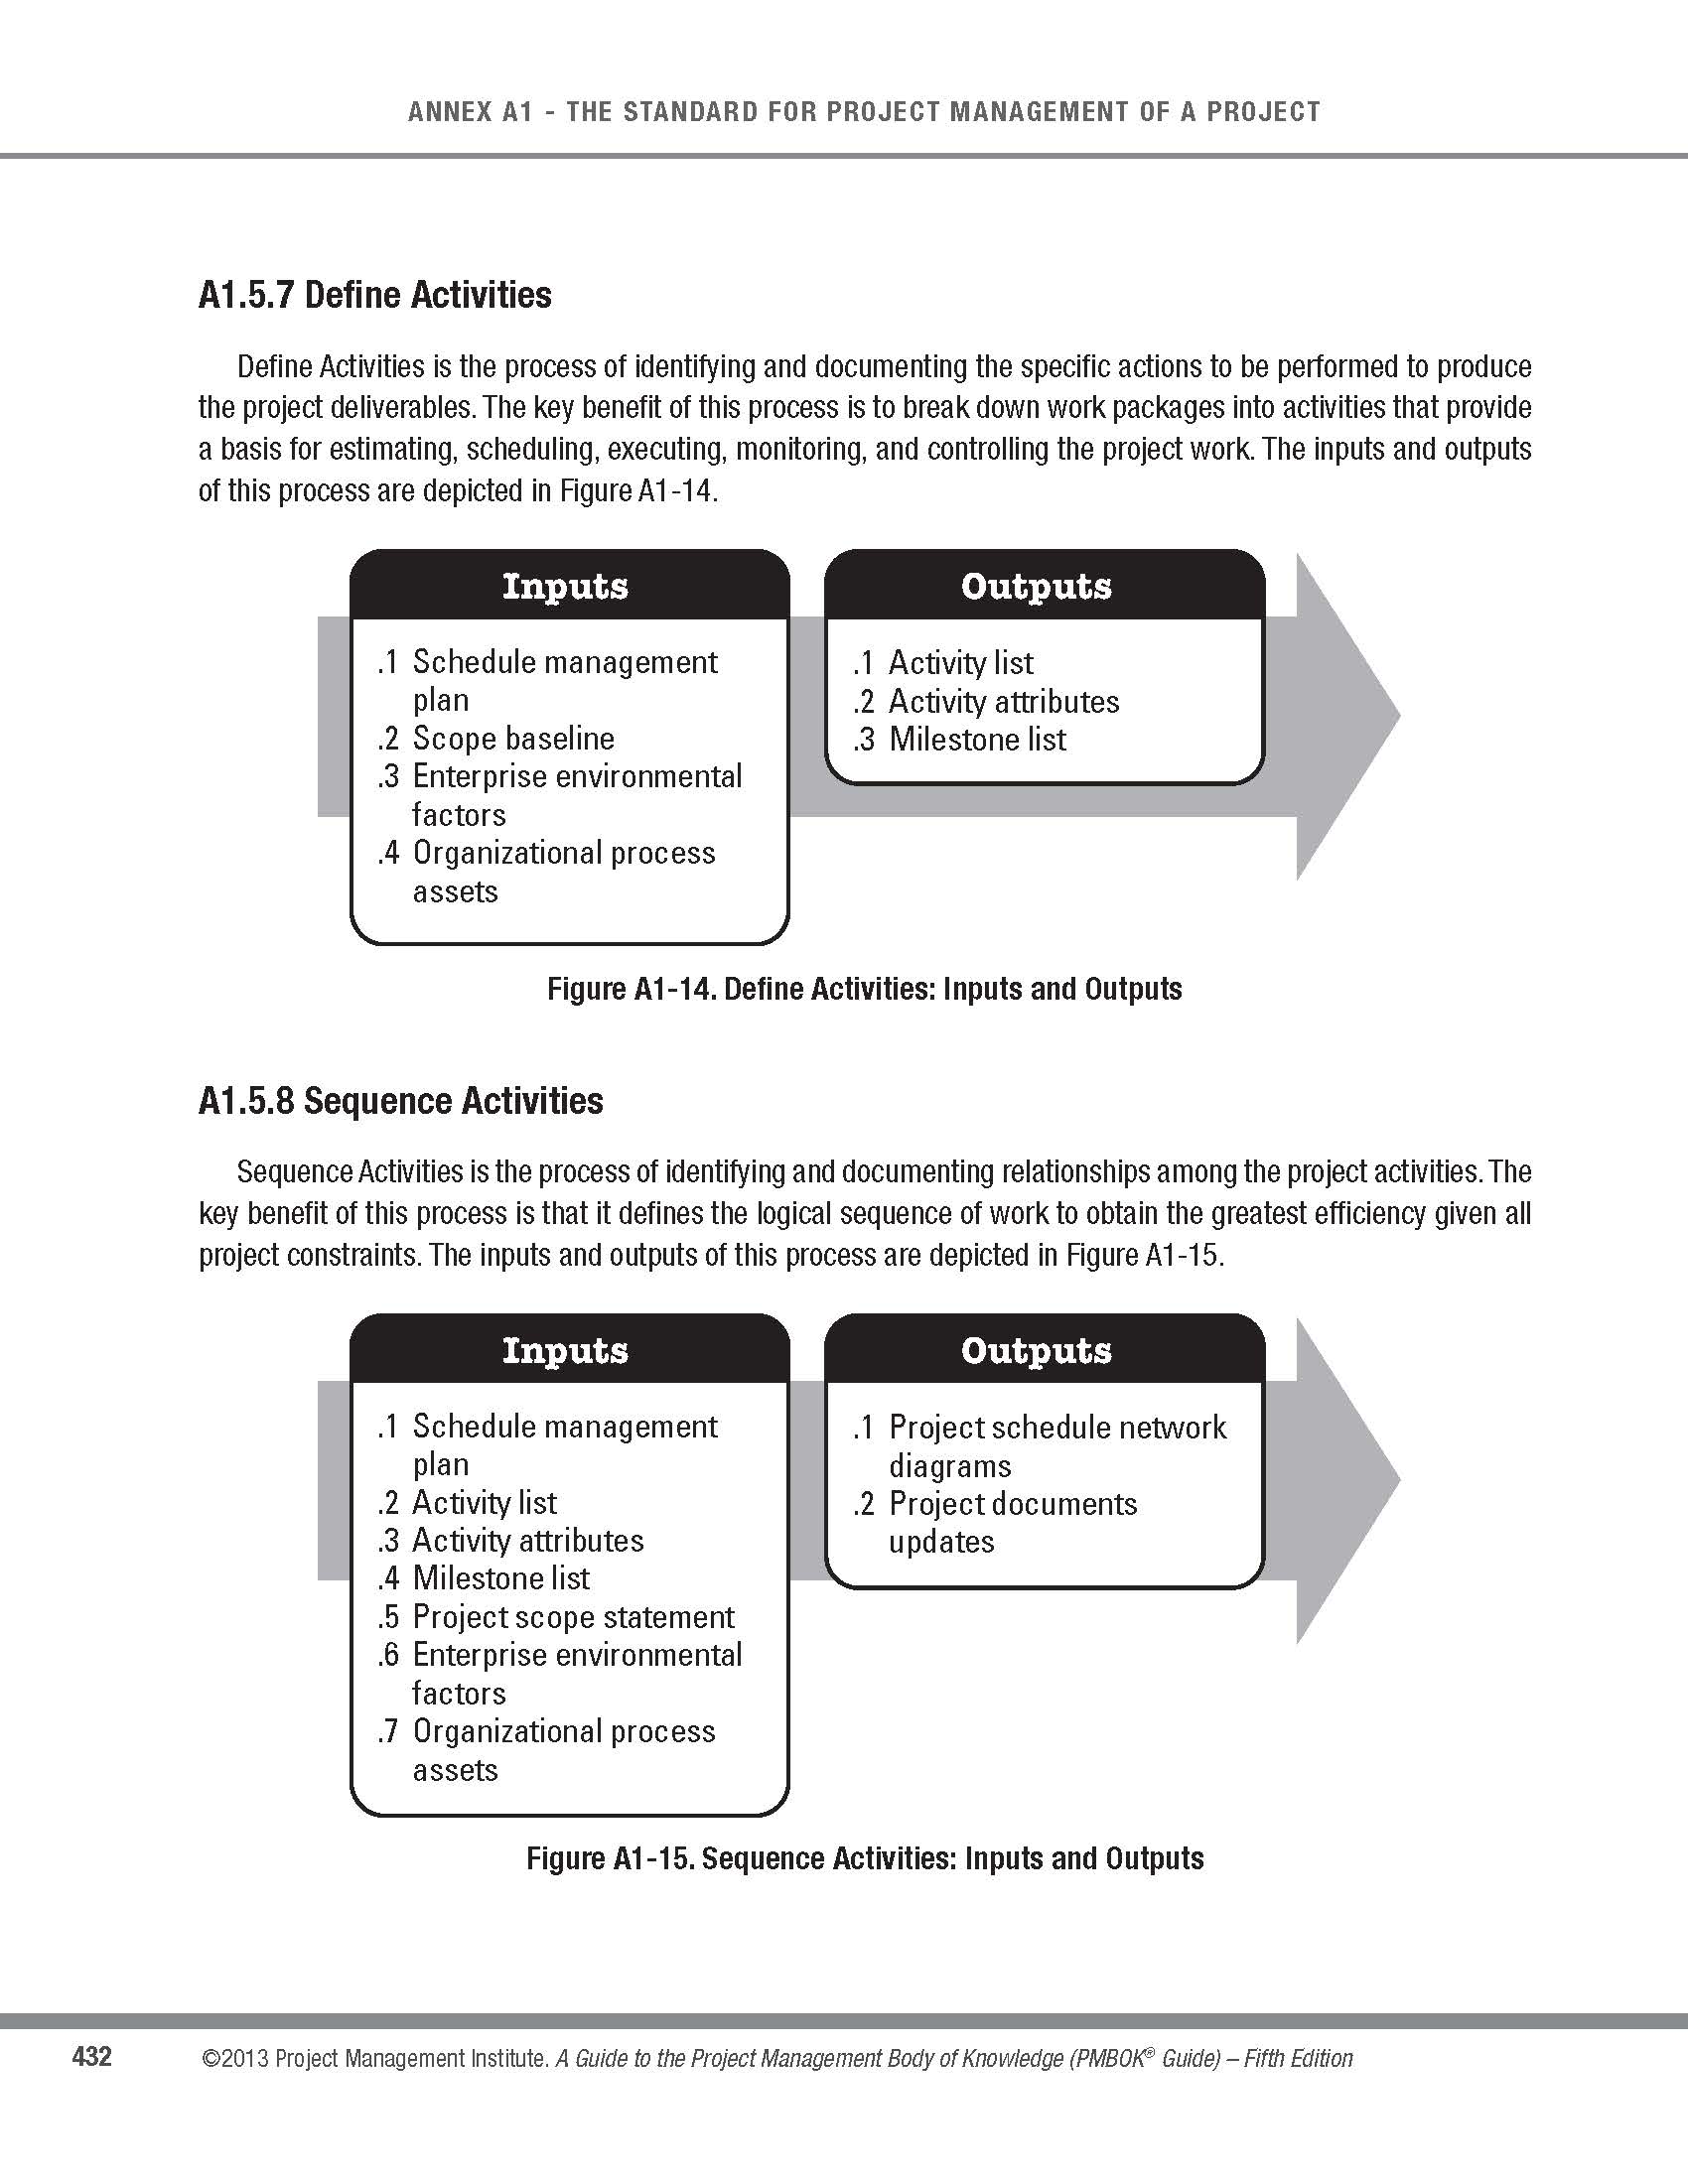 ANNEX A1 - THE STANDARD FOR PROJECT MANAGEMENT OF A PROJECT
A1.5.7 Define Activities
Define Activities is the process of identifying and documenting the specific actions to be performed to produce
the project deliverables. The key benefit of this process is to break down work packages into activities that provide
a basis for estimating, scheduling, executing, monitoring, and controlling the project work. The inputs and outputs
of this process are depicted in Figure A1-14.
Inputs
.1 Schedule management
plan
.2 Scope baseline
.3 Enterprise environmental
factors
.4 Organizational process
assets
Outputs
.1 Activity list
.2 Activity attributes
.3 Milestone list
Figure A1-14. Define Activities: Inputs and Outputs
A1.5.8 Sequence Activities
Sequence Activities is the process of identifying and documenting relationships among the project activities. The
key benefit of this process is that it defines the logical sequence of work to obtain the greatest efficiency given all
project constraints. The inputs and outputs of this process are depicted in Figure A1-15.
Inputs
.1 Schedule management
plan
.2 Activity list
.3 Activity attributes
.4 Milestone list
.5 Project scope statement
.6 Enterprise environmental
factors
.7 Organizational process
assets
Outputs
.1 Project schedule network
diagrams
.2 Project documents
updates
Figure A1-15. Sequence Activities: Inputs and Outputs
432 ©2013 Project Management Institute. A Guide to the Project Management Body of Knowledge (PMBOK® Guide) – Fifth Edition